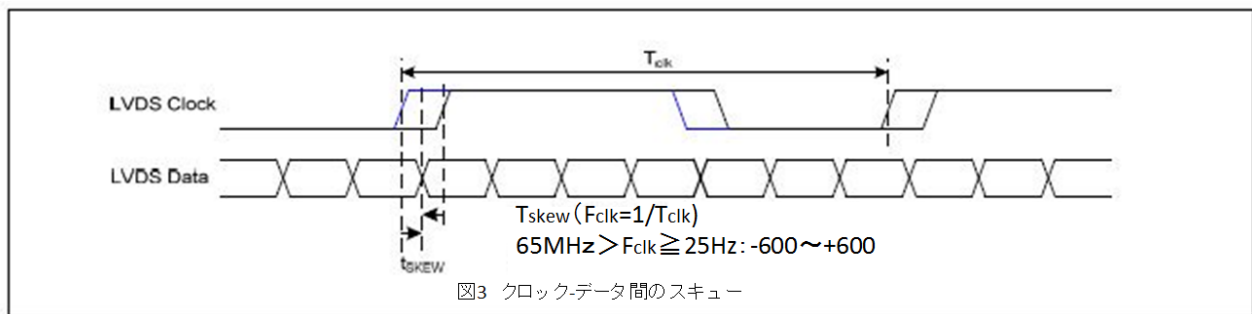 Tclk
LVDS Clock
LVDS Data
Tskew（Fclk=1/Tclk）
65MHz＞Fclk≧25Hz：-600～+600
tSKEW
図3 クロック-データ間のスキュー